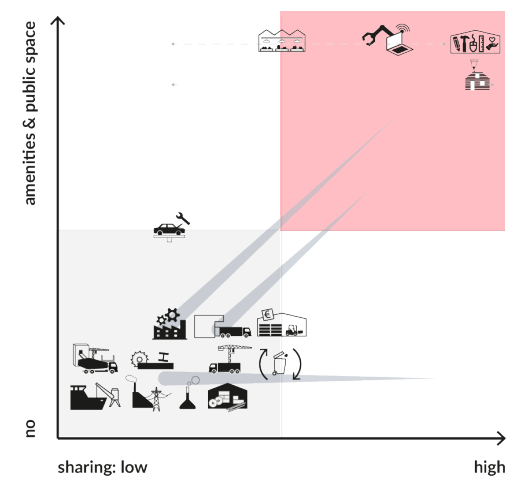 amenities & public space
€
no
sharing: low
high